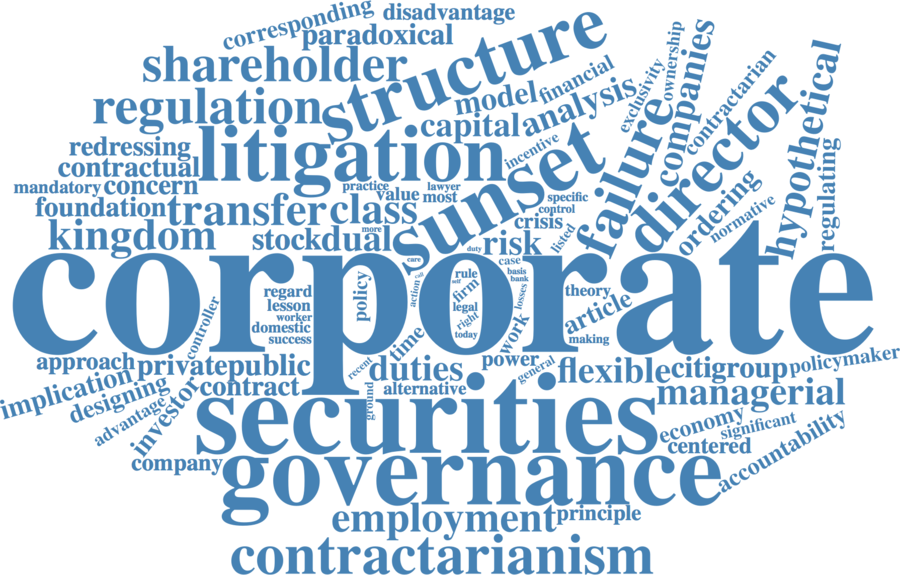 corresponding
disadvantage
paradoxical
shareholder
structure
regulation
model
financial
capital
analysis
exclusivity
ownership
companies
contractarian
redressing
litigation
contractual
incentive
failure
director
hypothetical
mandatory
concern
practice
value
lawyer
most
sunset
specific
control
crisis
ordering
normative
regulating
foundation
transfer
class
more
kingdom
stock
dual
duty
risk
listed
corporate
care
call
action
case
basis
bank
rule
self
firm
legal
right
today
losses
policy
regard
lesson
worker
domestic
success
controller
theory
article
making
time
work
approach
private
public
recent
duties
power
general
flexible
citigroup
policymaker
implication
designing
advantage
investor
contract
ground
alternative
managerial
securities
economy
significant
centered
accountability
company
governance
employment
principle
contractarianism